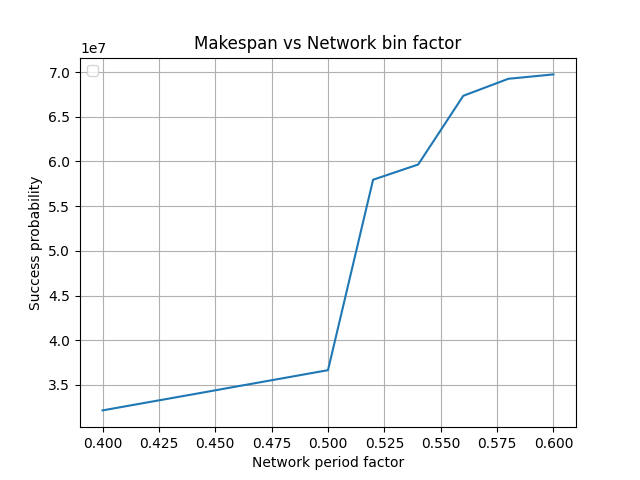 Makespan vs Network bin factor
1e7
7.0
6.5
6.0
5.5
5.0
4.5
4.0
3.5
Success probability
0.400 0.425 0.450 0.475 0.500 0.525 0.550 0.575 0.600
Network period factor